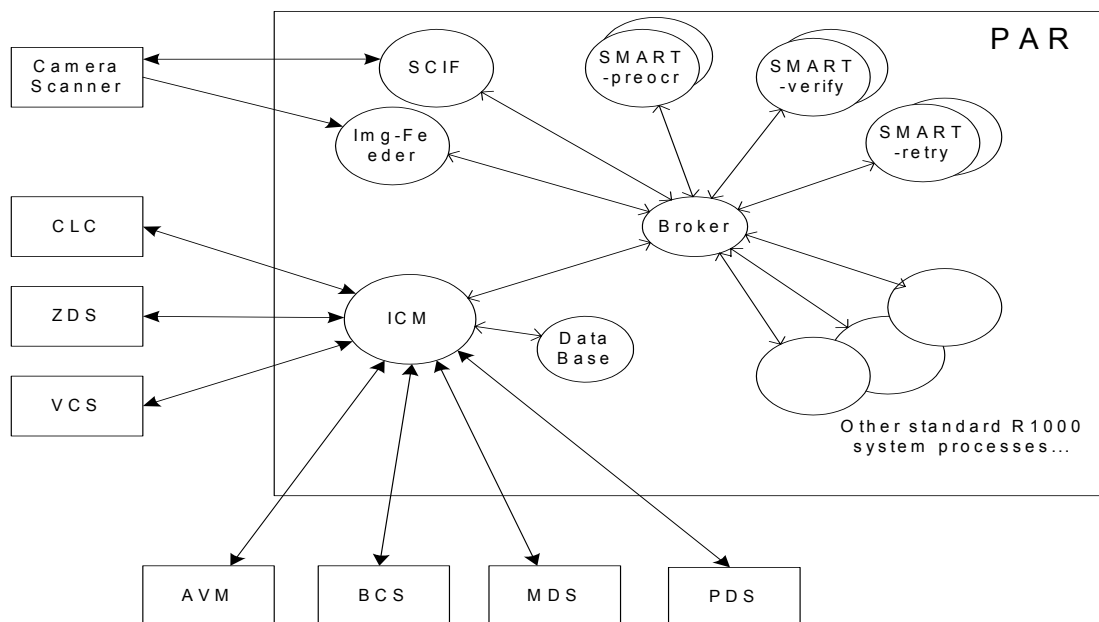 PAR
Camera
Scanner
SCIF
SMART
-preocr
SMART
-verify
Img-Fe
eder
SMART
-retry
CLC
Broker
ZDS
ICM
Data
Base
VCS
Other standard R1000
system processes...
AVM
BCS
MDS
PDS